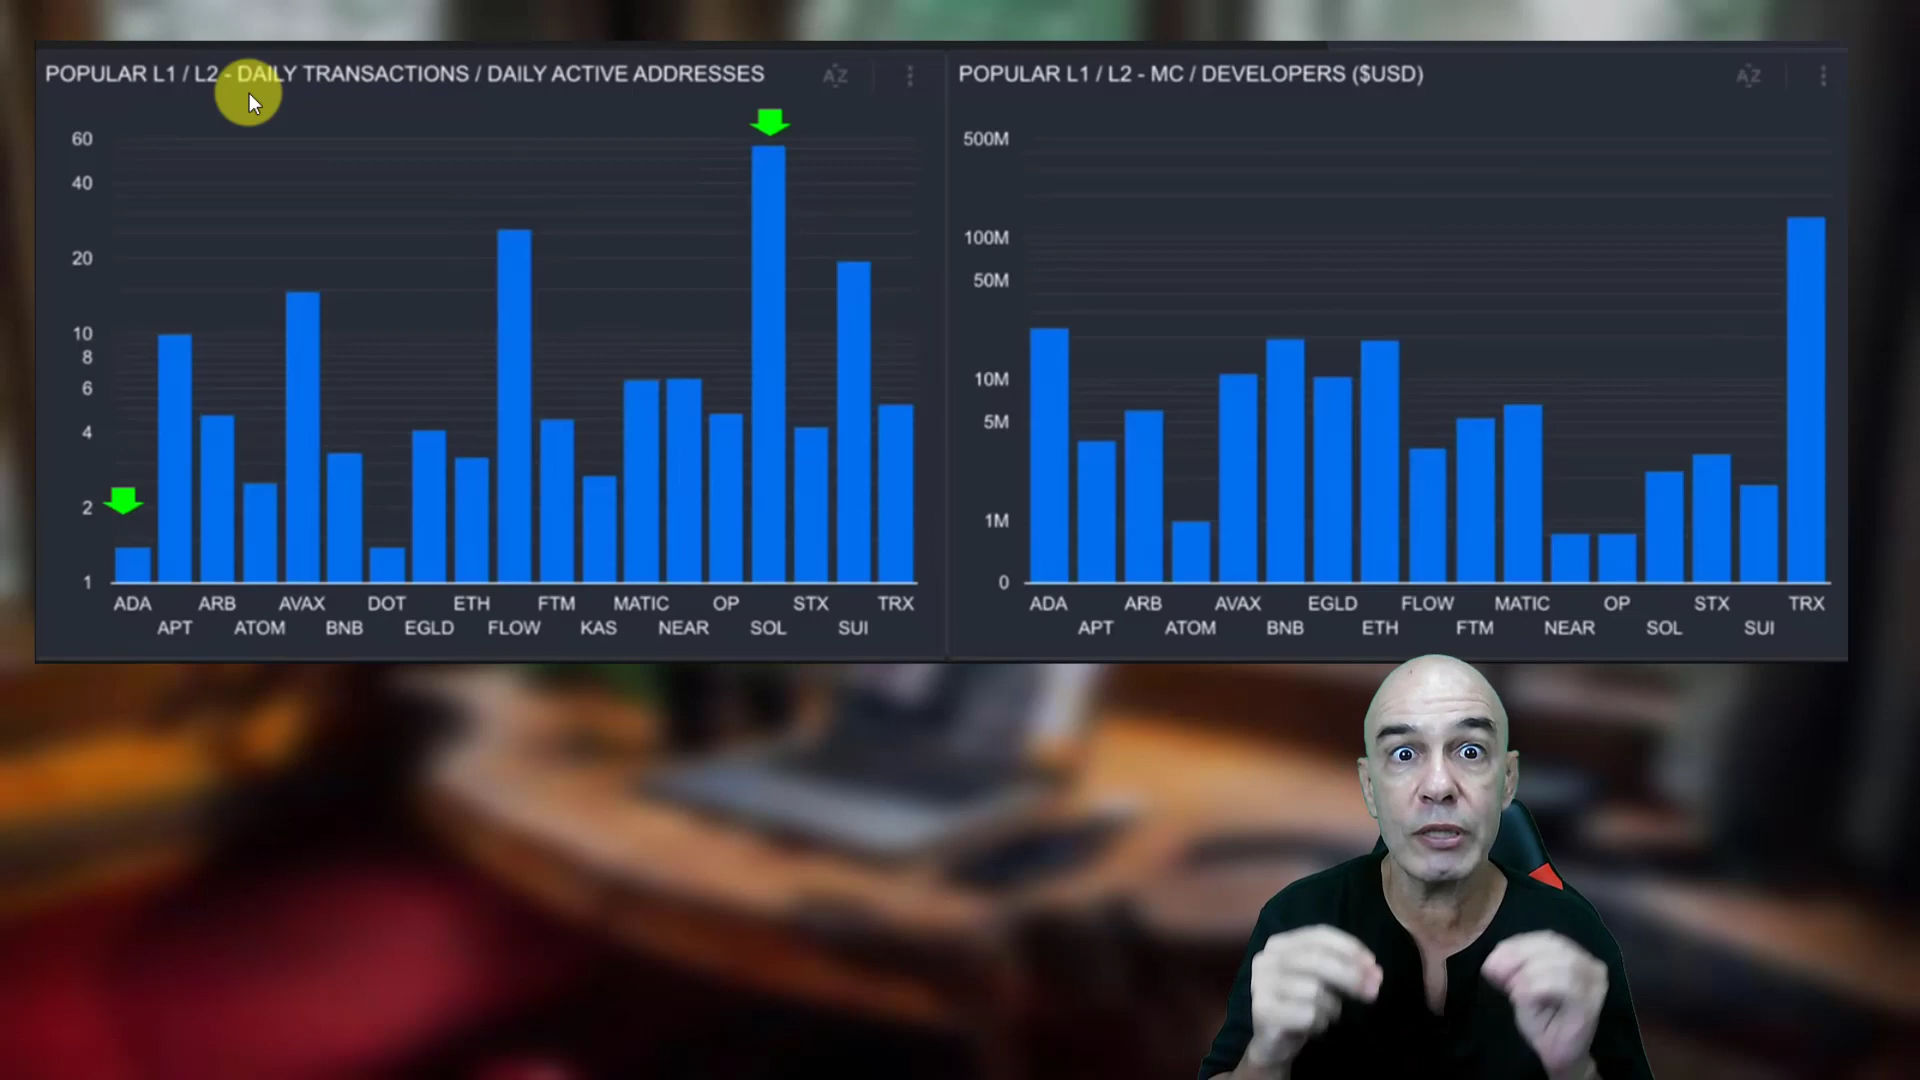 POPULAR L1 / L2 - DAILY TRANSACTIONS / DAILY ACTIVE ADDRESSES
AZ
60
40
20
10
8
6
4
2
1
ADA
ARB
AVAX
DOT
ETH
FTM
MATIC
OP
STX
TRX
APT
ATOM
BNB
EGLD
FLOW
KAS
NEAR
SOL
SUI
POPULAR L1 / L2 - MC / DEVELOPERS ($USD)
AZ
500M
100M
50M
10M
5M
1M
0
ADA
ARB
AVAX
EGLD
FLOW
MATIC
OP
STX
TRX
APT
ATOM
BNB
ETH
FTM
NEAR
SOL
SUI